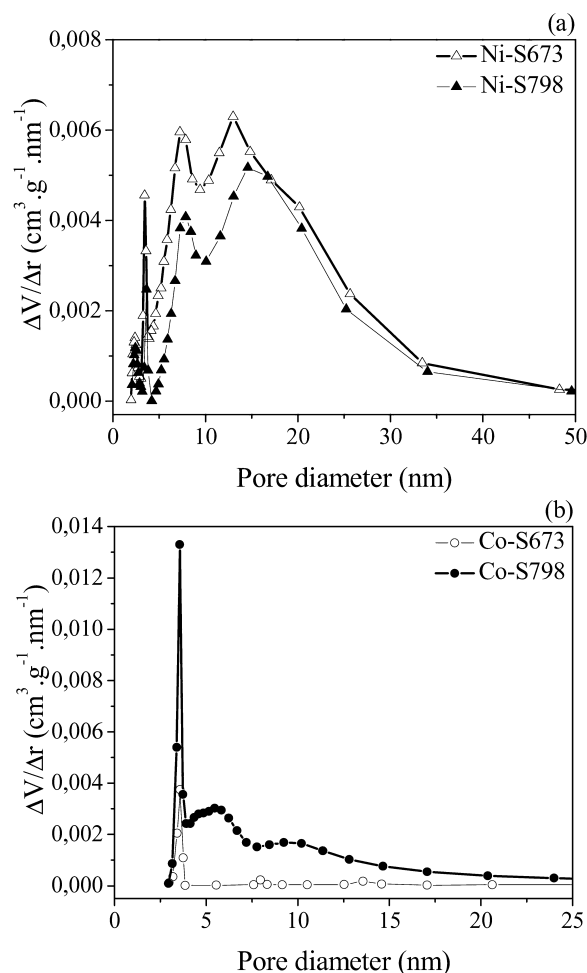 (a)
0,008
0,006
0,004
0,002
0,000
ΔV/Δr (cm³.g⁻¹.nm⁻¹)
Ni-S673
Ni-S798
0 10 20 30 40 50
Pore diameter (nm)
(b)
0,014
0,012
0,010
0,008
0,006
0,004
0,002
0,000
ΔV/Δr (cm³.g⁻¹.nm⁻¹)
Co-S673
Co-S798
0 5 10 15 20 25
Pore diameter (nm)